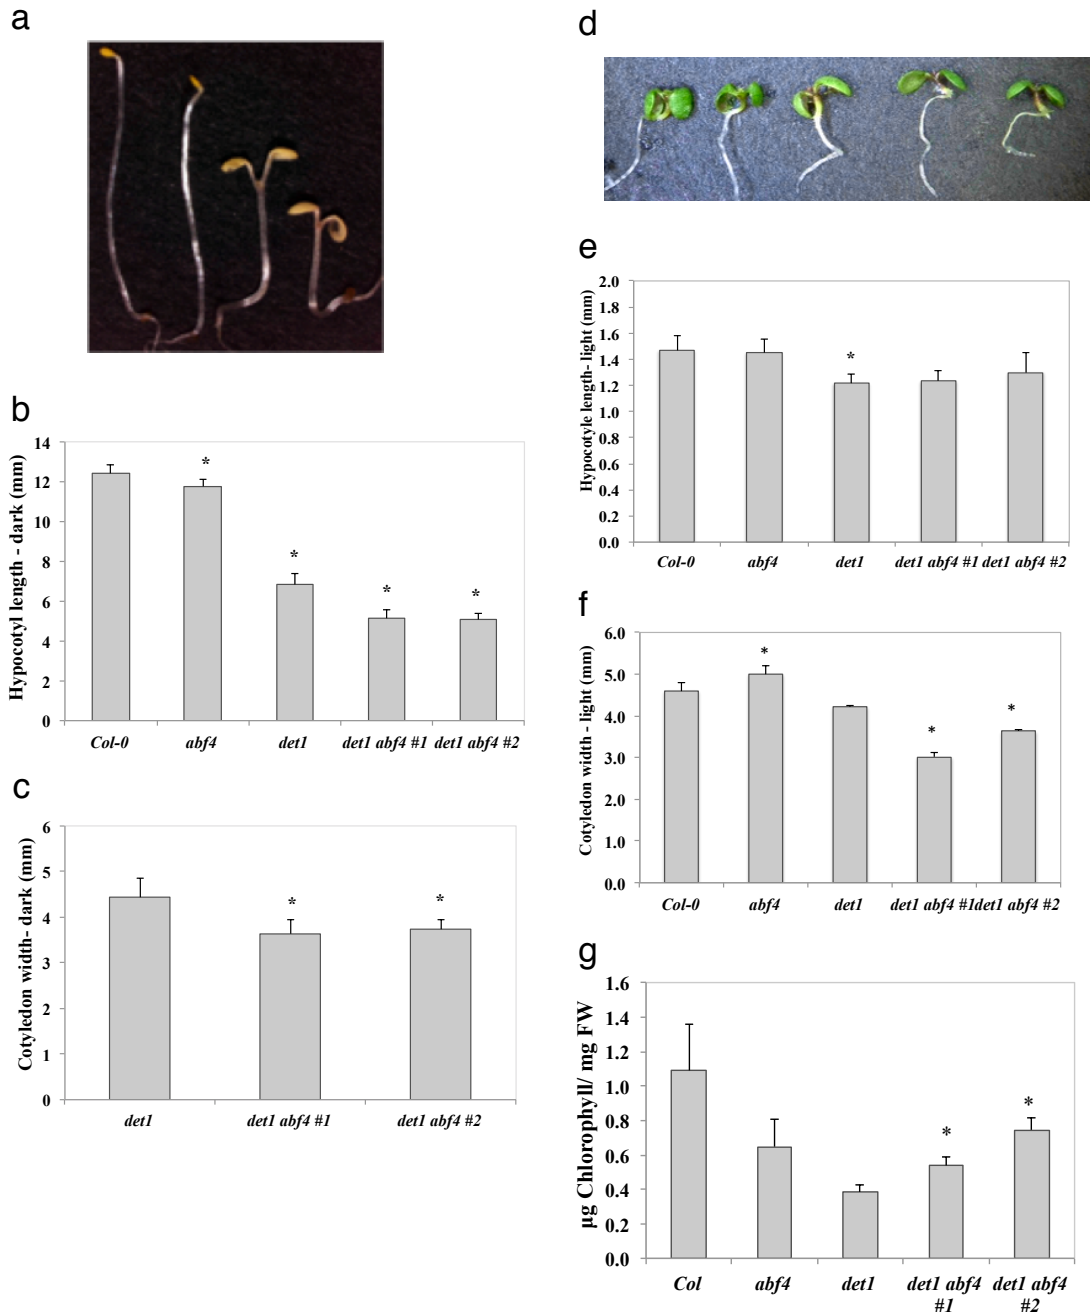 a
b
Hypocotyl length - dark (mm)
14
12
10
8
6
4
2
0
Col-0 abf4 det1 det1 abf4 #1 det1 abf4 #2
* * * *
c
Cotyledon width- dark (mm)
6
5
4
3
2
1
0
det1 det1 abf4 #1 det1 abf4 #2
* *
d
e
Hypocotyle length- light (mm)
2.0
1.8
1.6
1.4
1.2
1.0
0.8
0.6
0.4
0.2
0.0
Col-0 abf4 det1 det1 abf4 #1 det1 abf4 #2
*
f
Cotyledon width - light (mm)
6.0
5.0
4.0
3.0
2.0
1.0
0.0
Col-0 abf4 det1 det1 abf4 #1 det1 abf4 #2
* * *
g
µg Chlorophyll/ mg FW
1.6
1.4
1.2
1.0
0.8
0.6
0.4
0.2
0.0
Col abf4 det1 det1 abf4 #1 det1 abf4 #2
* *